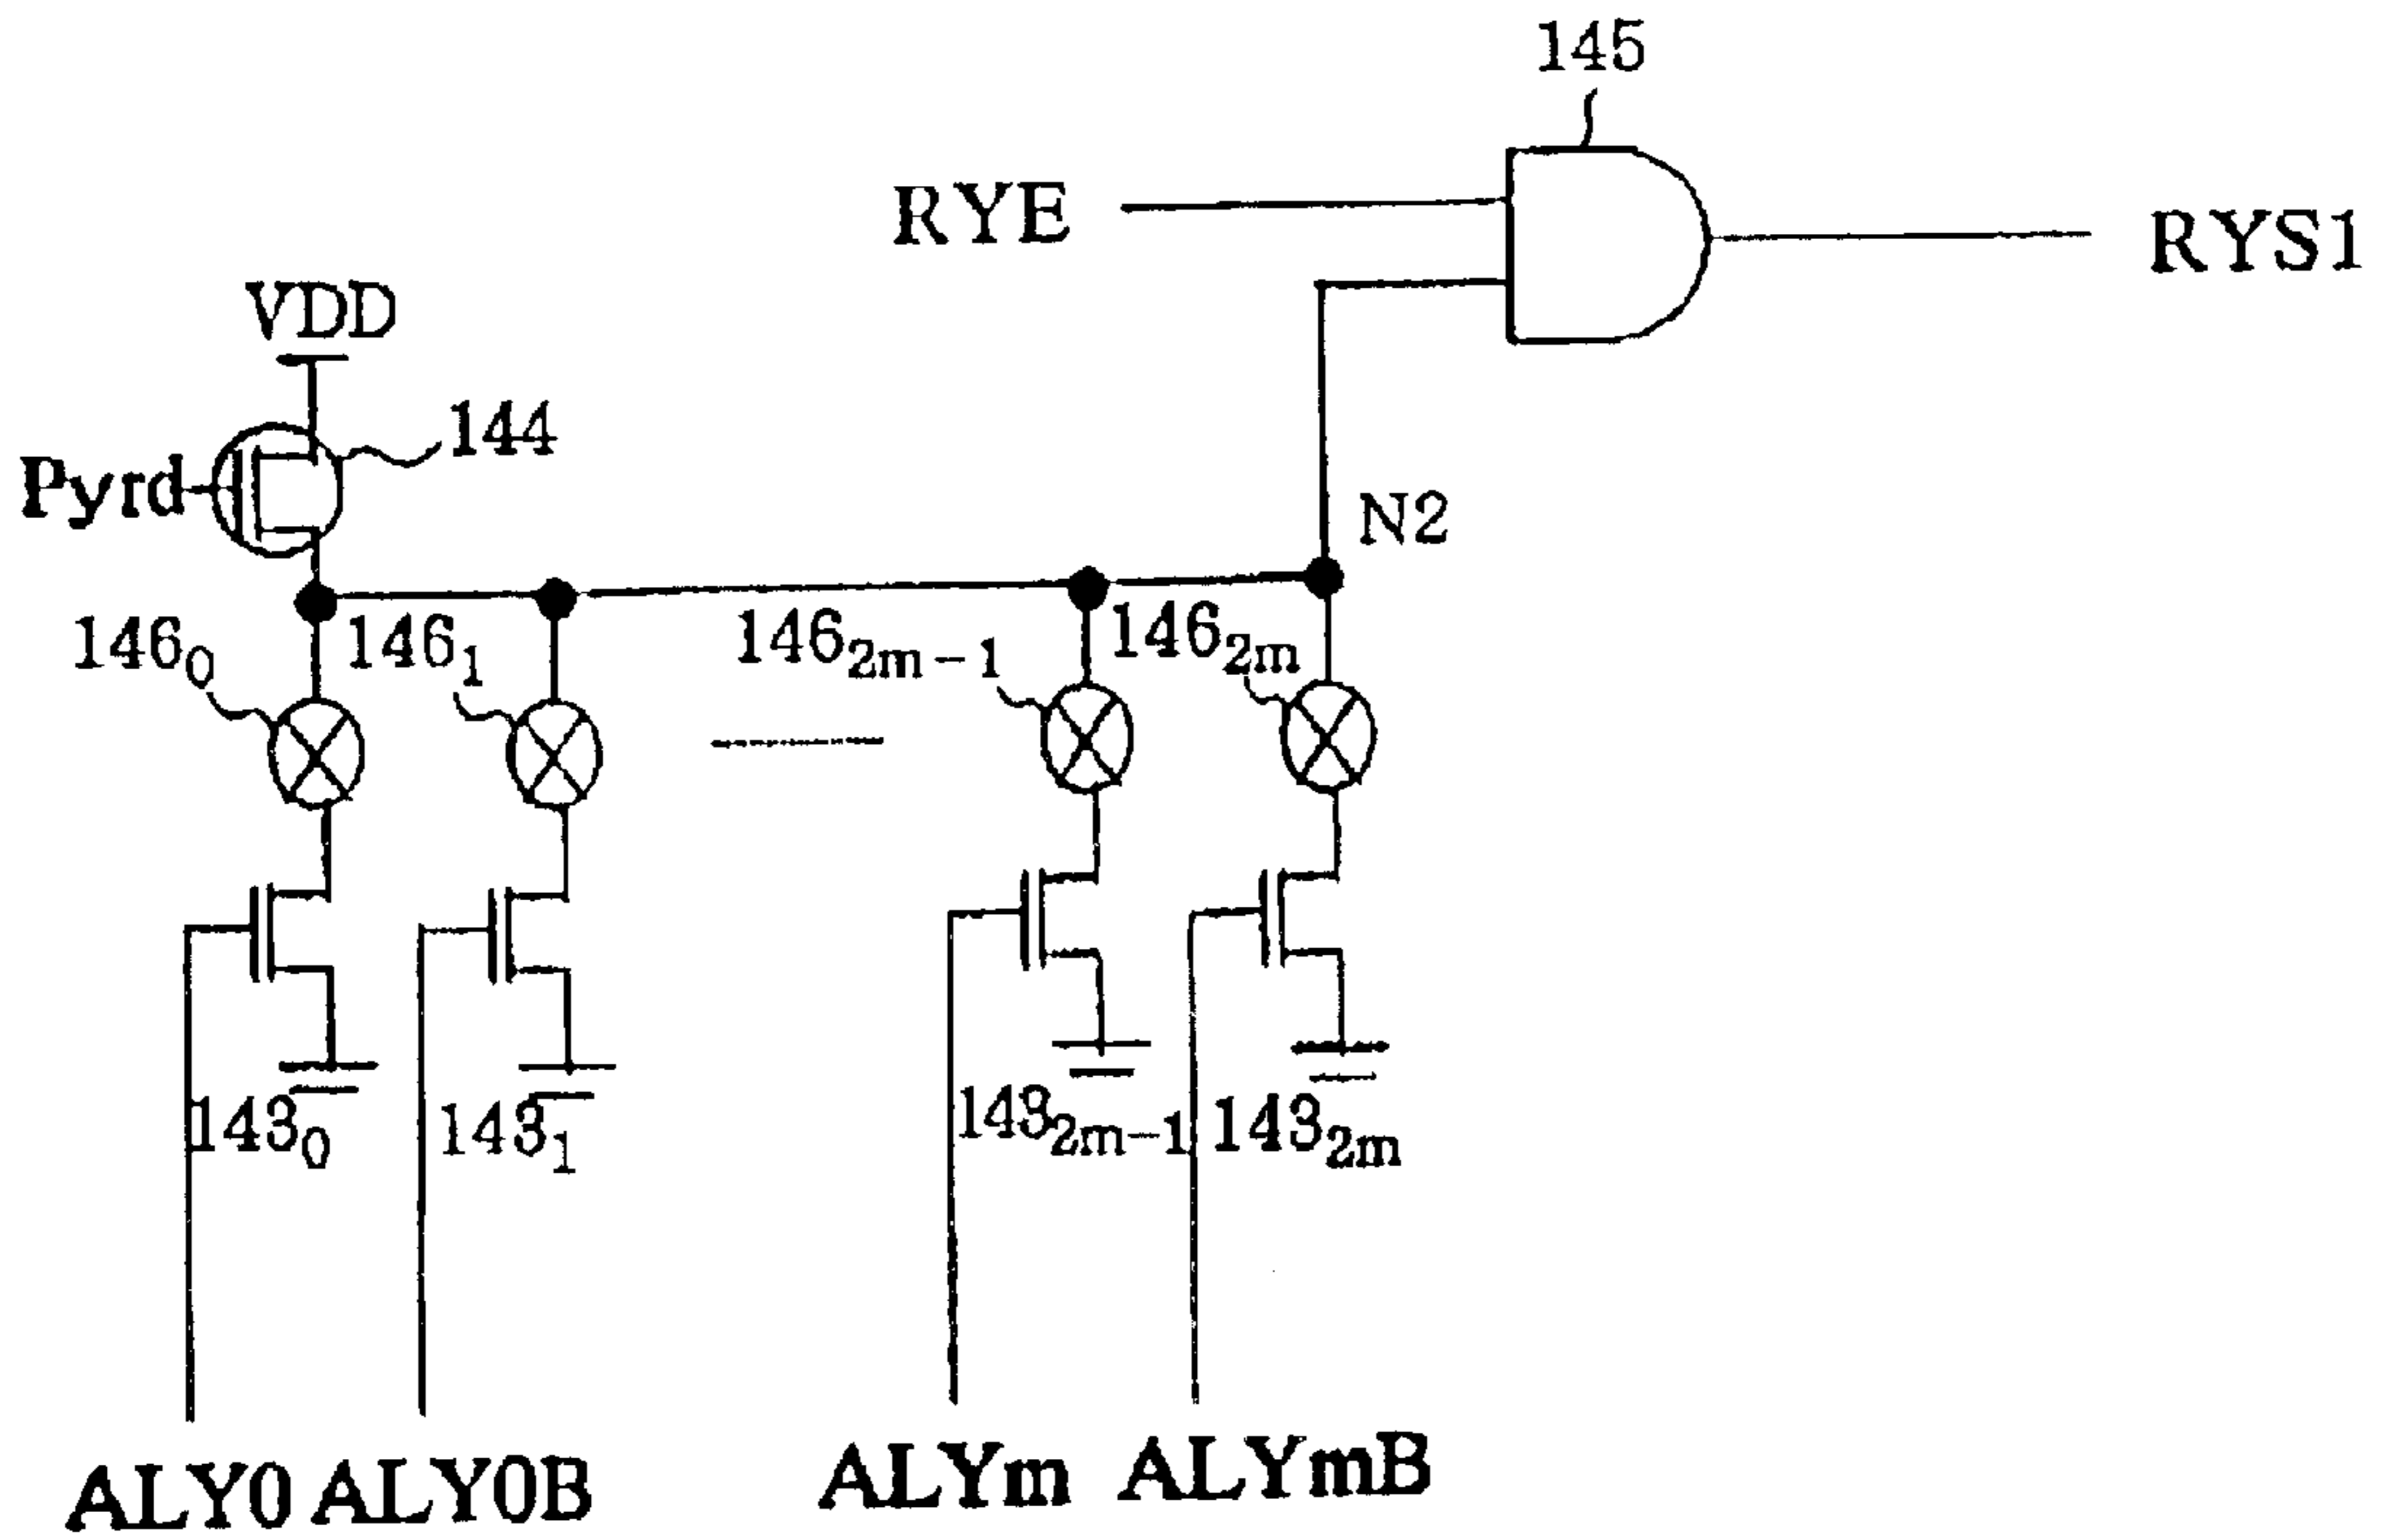 145
RYE
RYS1
VDD
144
Pyrd
N2
146₀ 146₁ 146₂ₘ₋₁ 146₂ₘ
143₀ 143₁ 143₂ₘ₋₁ 143₂ₘ
ALY0 ALY0B ALYm ALYmB